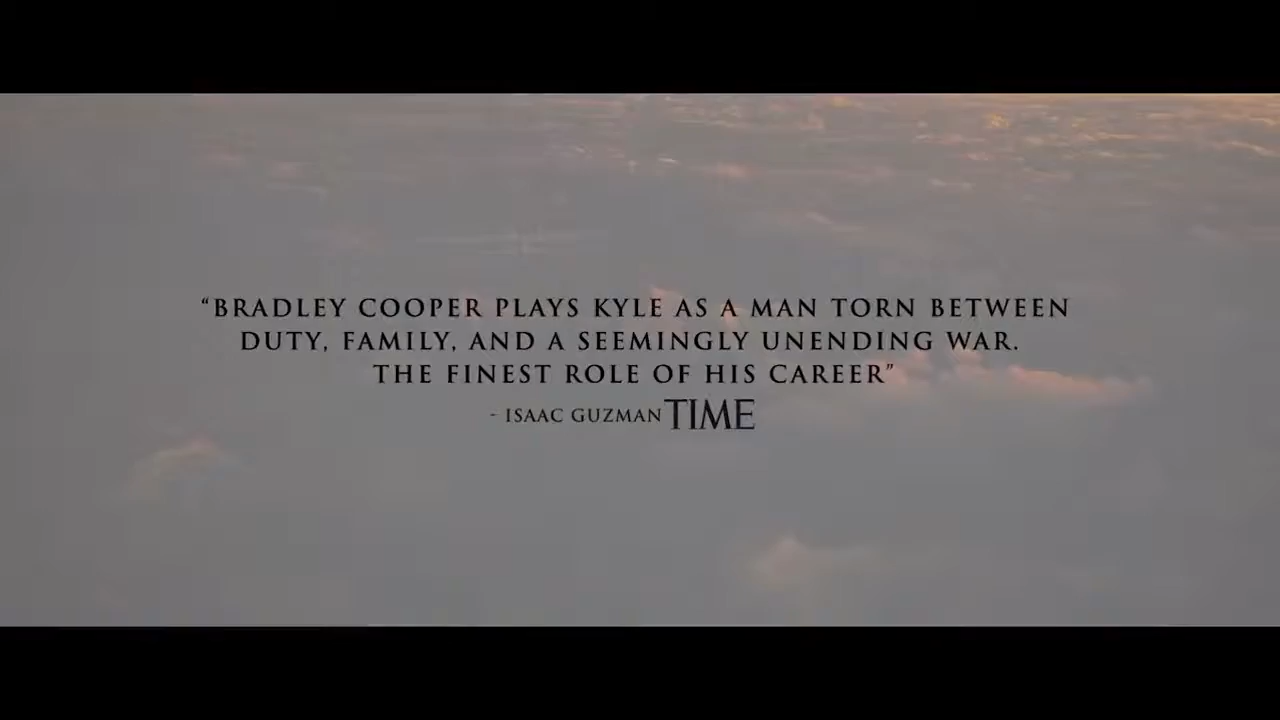 “BRADLEY COOPER PLAYS KYLE AS A MAN TORN BETWEEN
DUTY, FAMILY, AND A SEEMINGLY UNENDING WAR.
THE FINEST ROLE OF HIS CAREER”
- ISAAC GUZMAN TIME